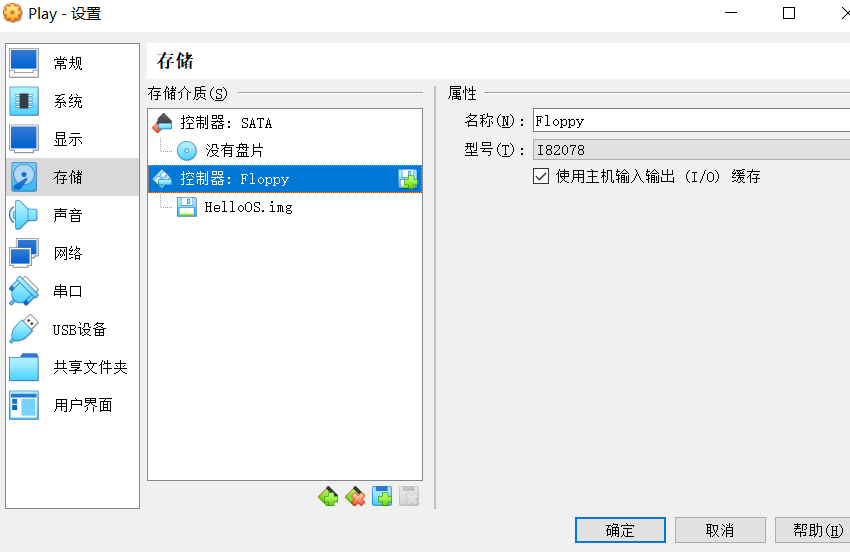 Play - 设置
常规
系统
显示
存储
声音
网络
串口
USB设备
共享文件夹
用户界面
存储
存储介质(S)
控制器: SATA
没有盘片
控制器: Floppy
HelloOS.img
属性
名称(N): Floppy
型号(T): I82078
使用主机输入输出 (I/O) 缓存
确定
取消
帮助(H)